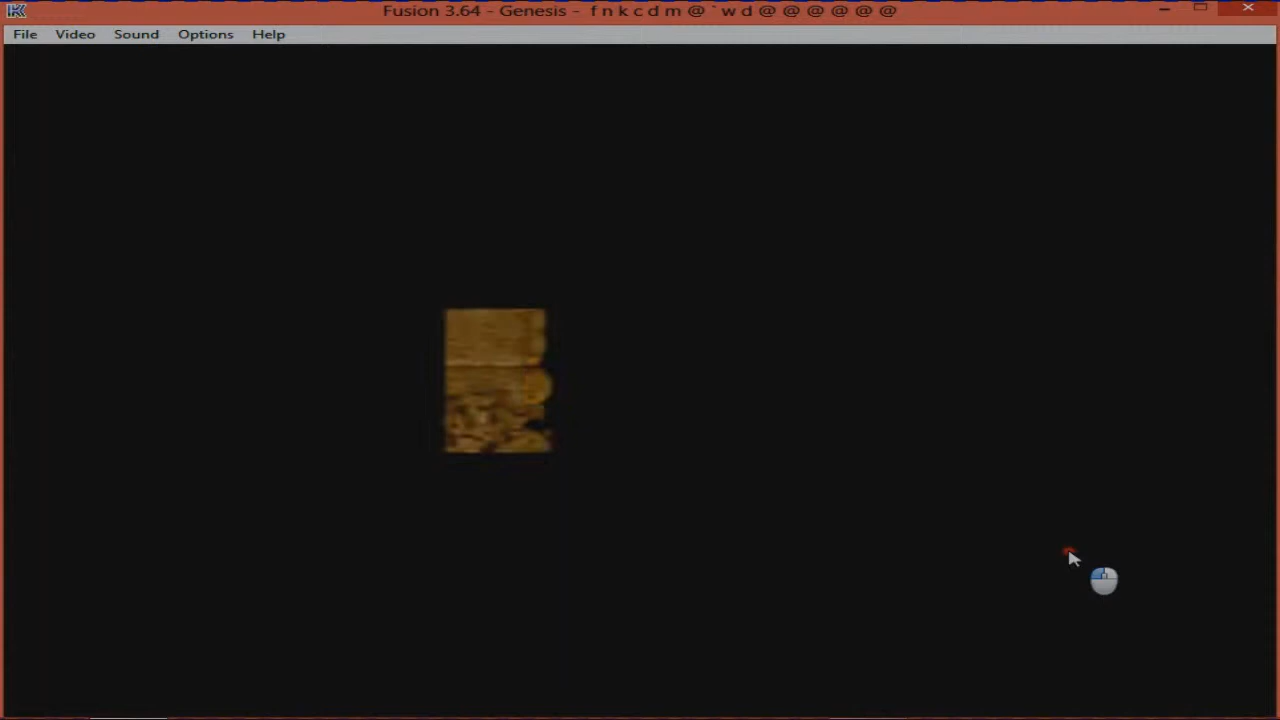 Fusion 3.64 - Genesis - f n k c d m @ ` w d @ @ @ @ @ @
File Video Sound Options Help